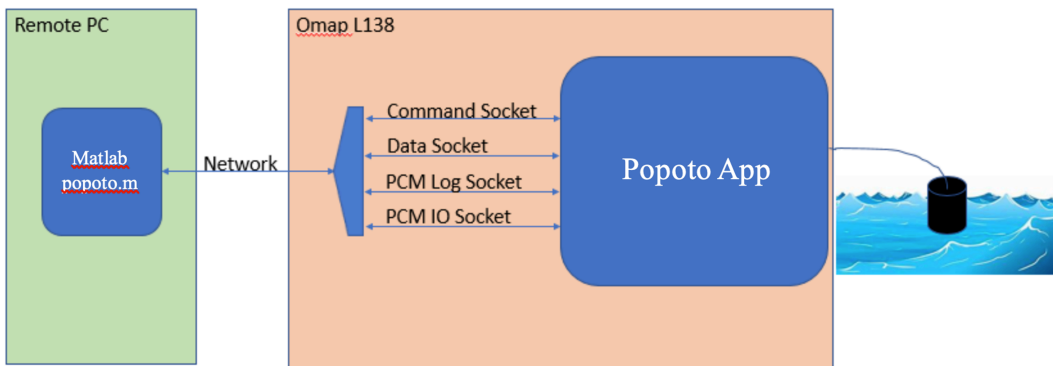 Remote PC
Omap L138
Command Socket
Data Socket
Matlab
popoto.m
Network
PCM Log Socket
PCM IO Socket
Popoto App